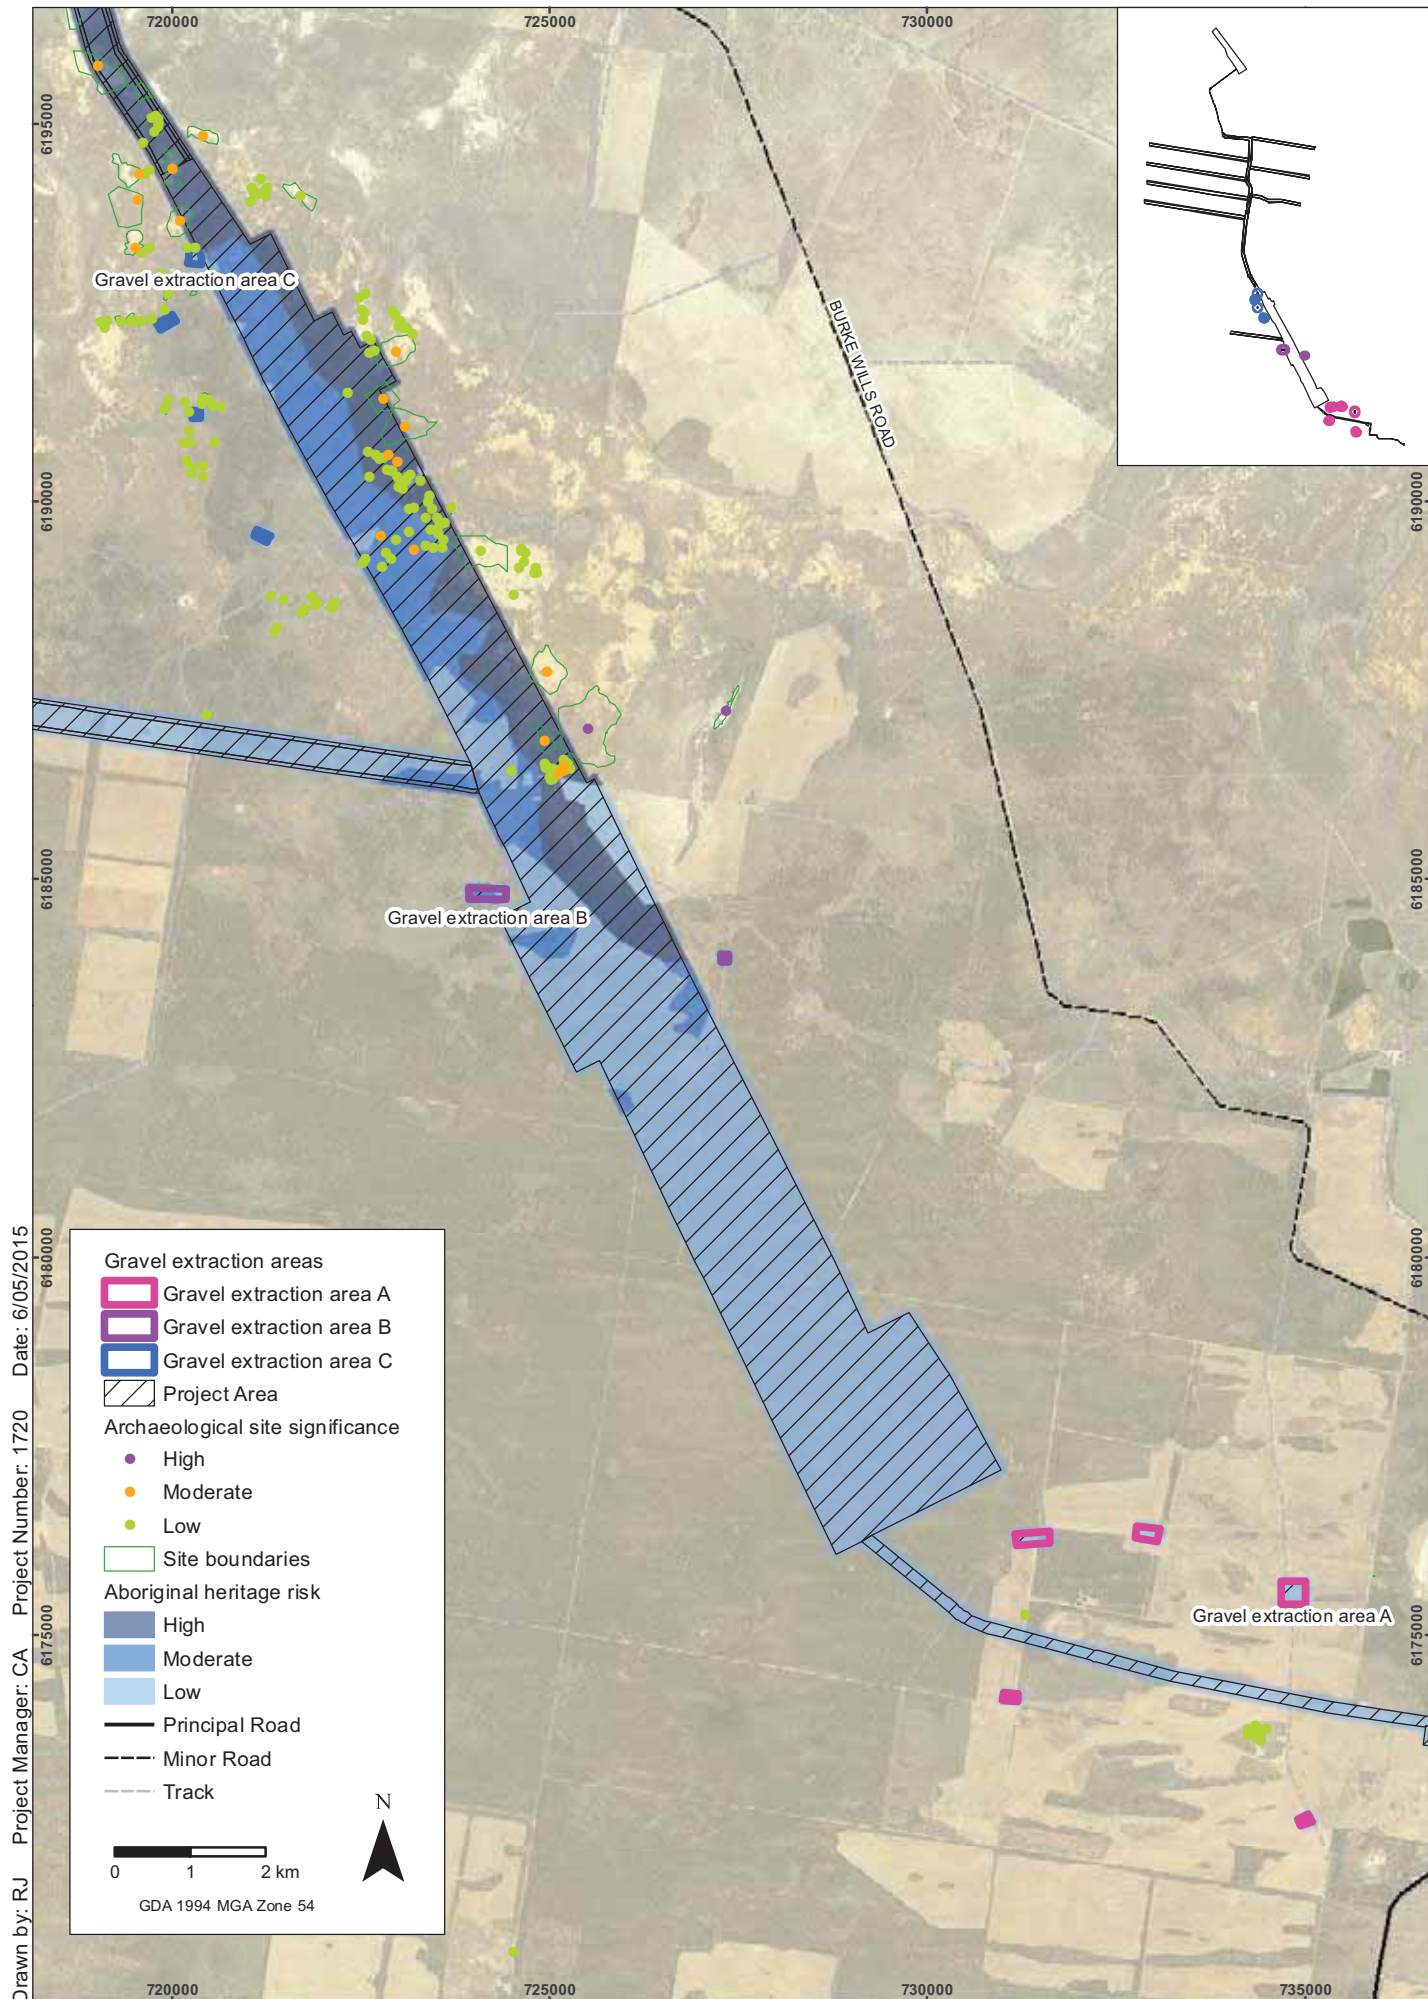 720000
725000
730000
6195000
Gravel extraction area C
BURKE WILLS ROAD
6190000
6190000
6185000
6185000
Gravel extraction area B
6180000
6180000
Gravel extraction areas
Gravel extraction area A
Gravel extraction area B
Gravel extraction area C
Project Area
Archaeological site significance
High
Moderate
Low
Site boundaries
Aboriginal heritage risk
High
Moderate
Low
Principal Road
Minor Road
Track
N
0 1 2 km
GDA 1994 MGA Zone 54
Gravel extraction area A
6175000
720000
725000
730000
735000
Drawn by: RJ Project Manager: CA Project Number: 1720 Date: 6/05/2015